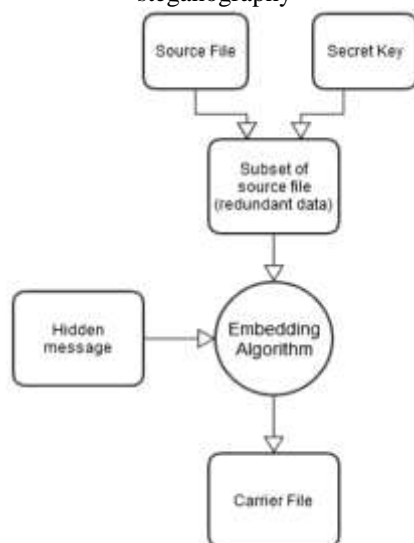 steganography
Source File
Secret Key
Subset of
source file
(redundant data)
Hidden
message
Embedding
Algorithm
Carrier File